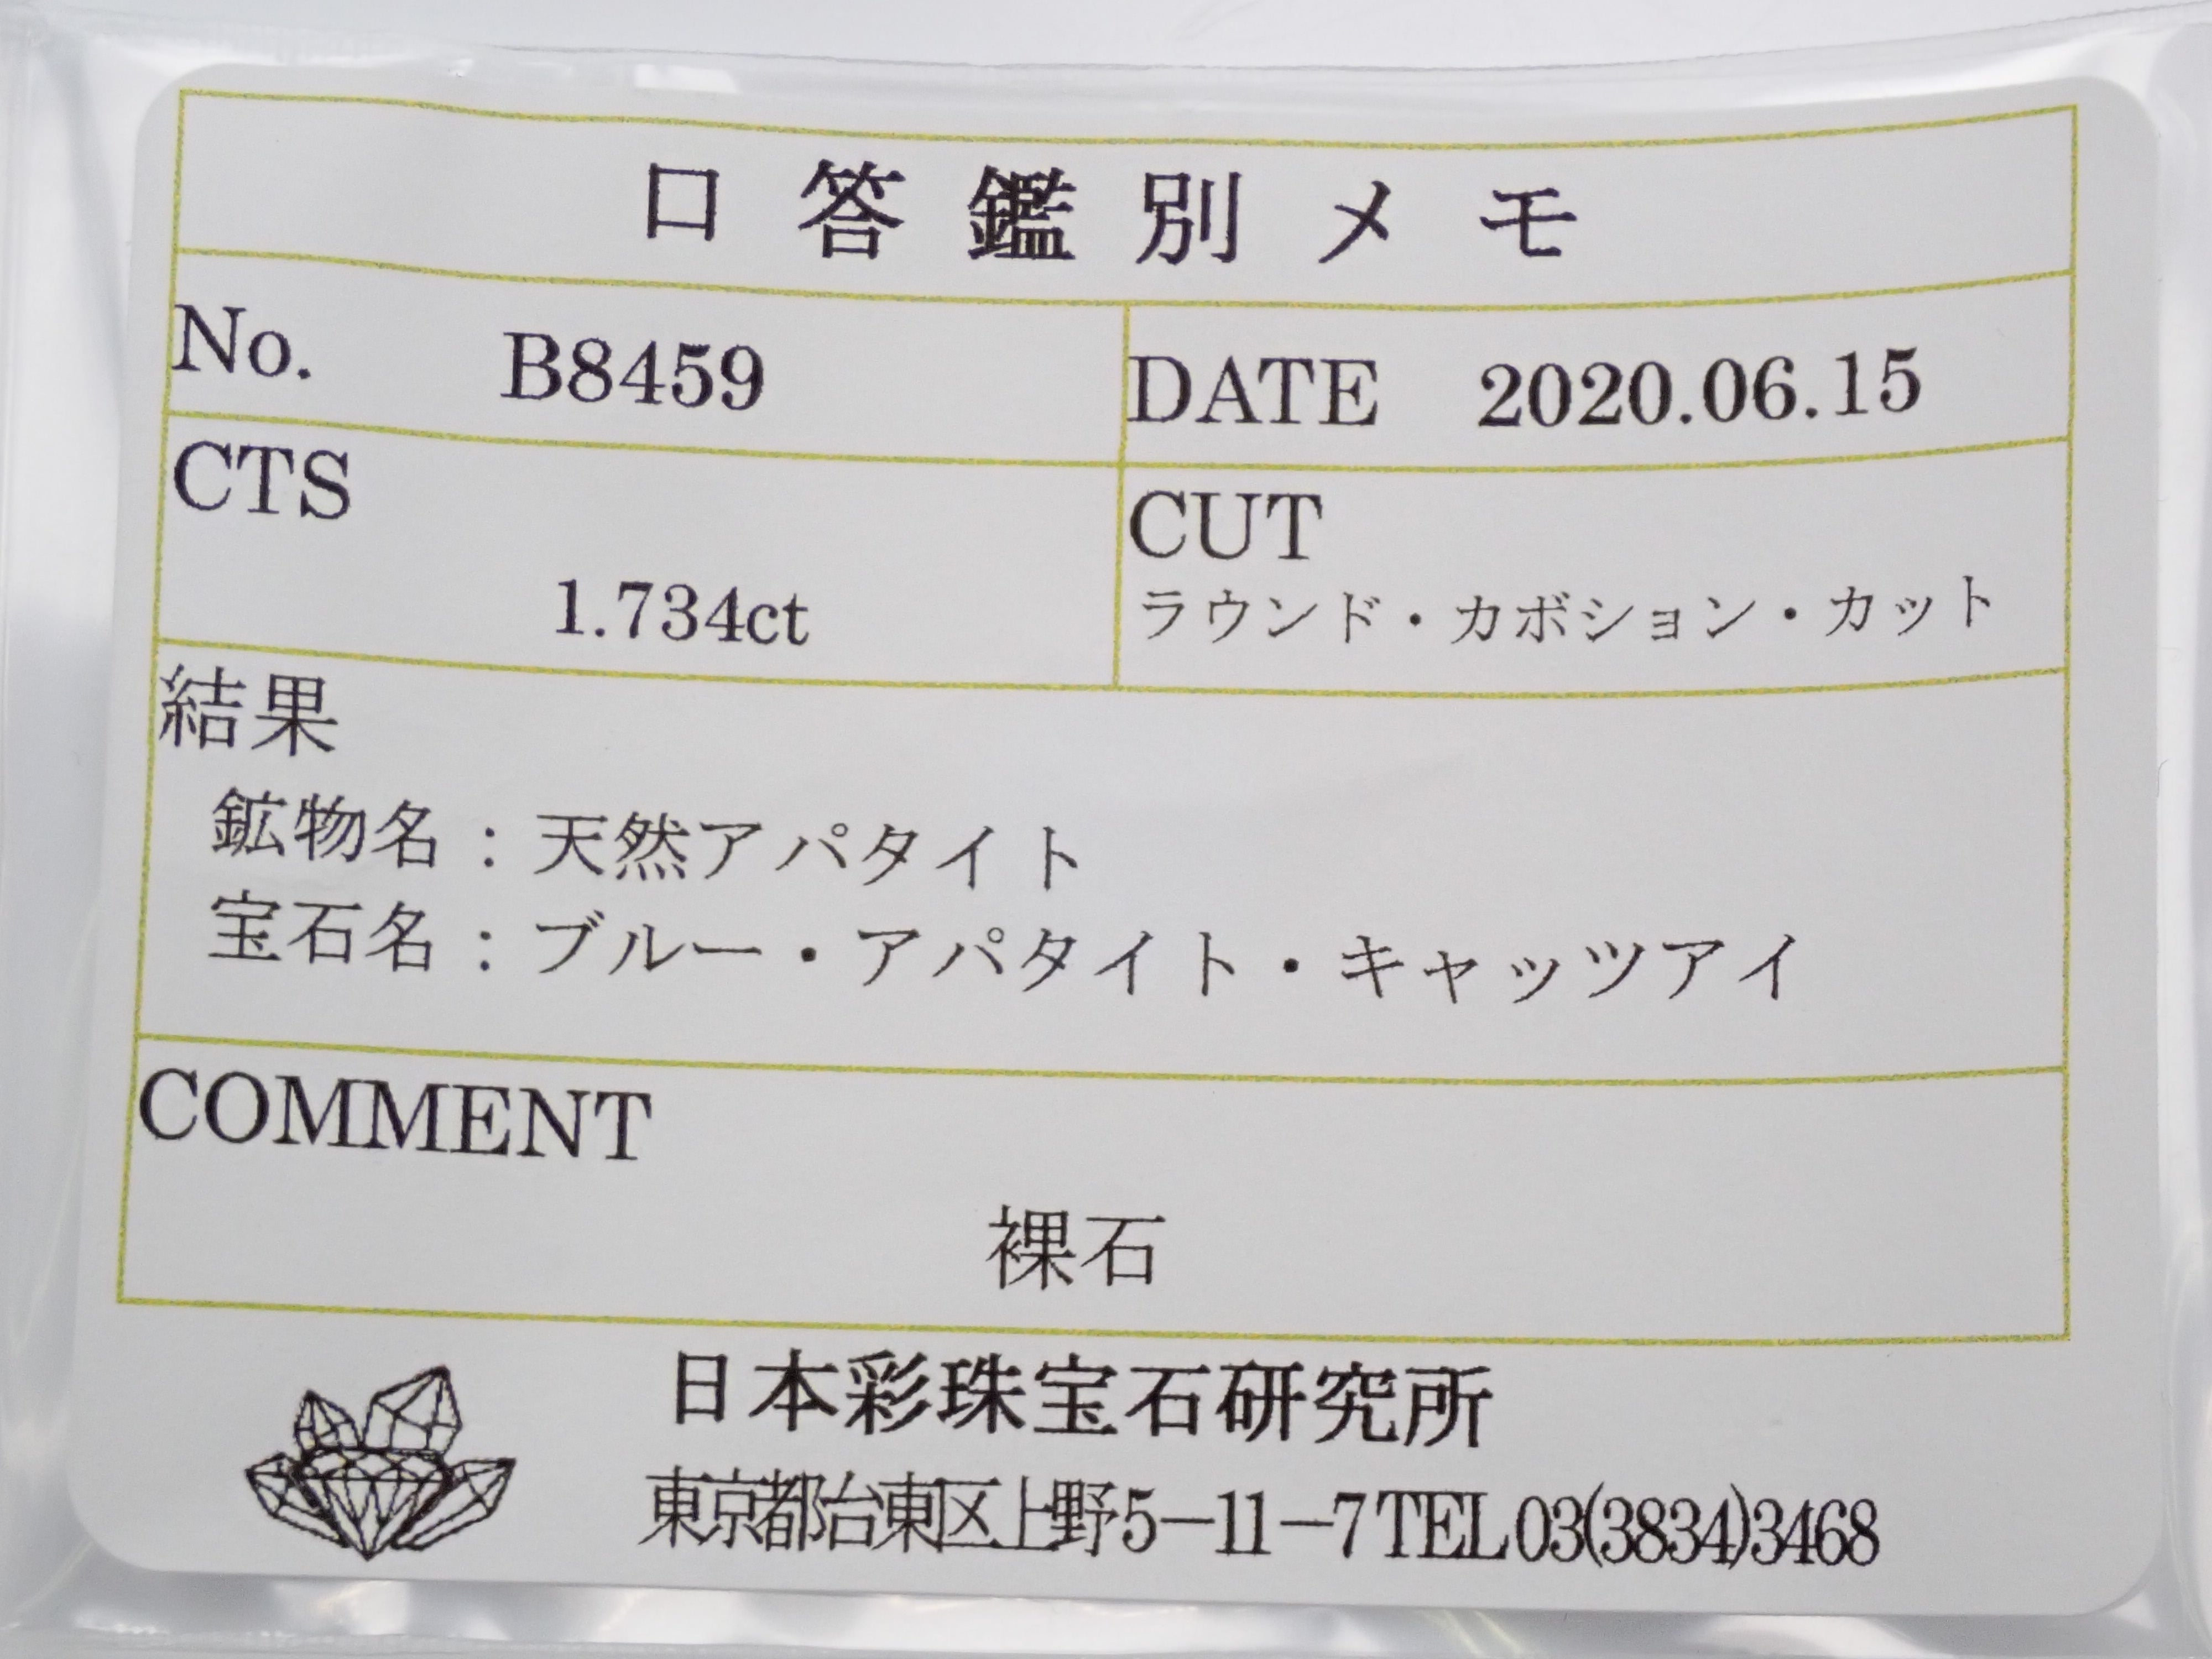 口答鑑別メモ
No. B8459 DATE 2020.06.15
CTS
1.734ct
CUT
ラウンド・カボション・カット
結果
鉱物名：天然アパタイト
宝石名：ブルー・アパタイト・キャッツアイ
COMMENT
裸石
日本彩珠宝石研究所
東京都台東区上野5−11−7 TEL 03(3834)3468